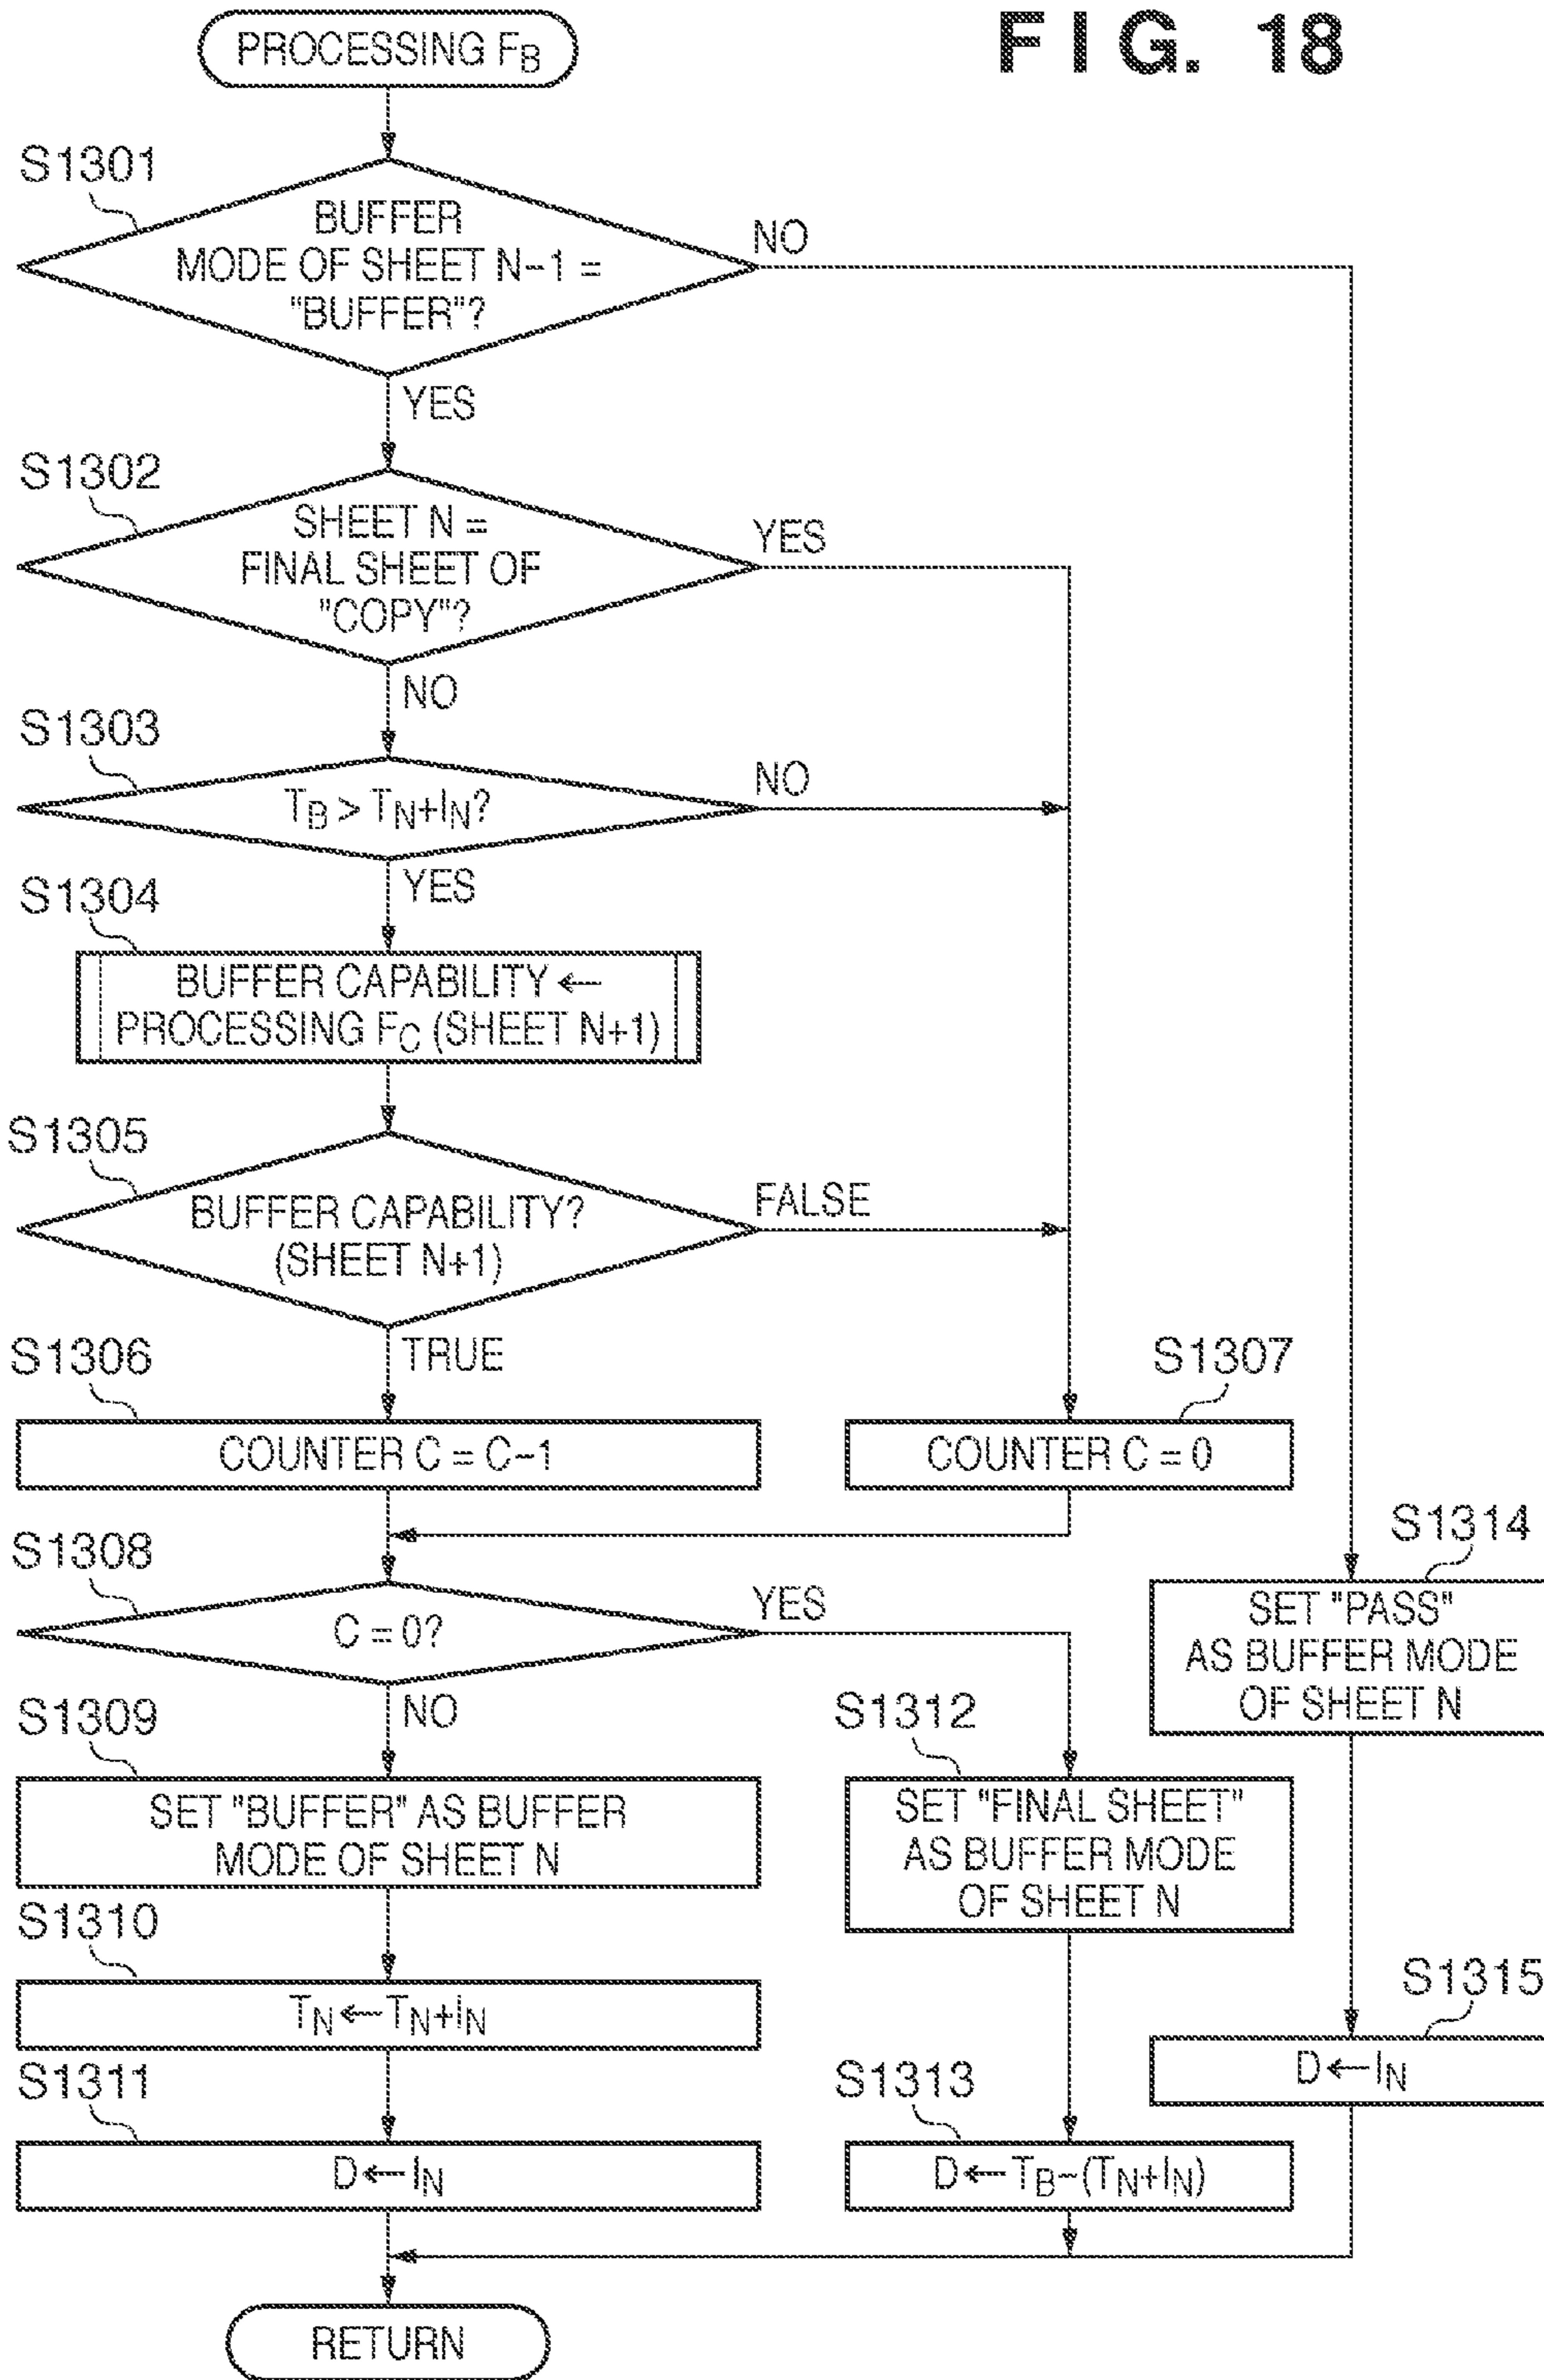 FIG. 18
PROCESSING FB
S1301
BUFFER
MODE OF SHEET N-1 =
"BUFFER"?
NO
YES
S1302
SHEET N =
FINAL SHEET OF
"COPY"?
YES
NO
S1303
TB > TN+IN?
NO
YES
S1304
BUFFER CAPABILITY ←
PROCESSING FC (SHEET N+1)
S1305
BUFFER CAPABILITY?
(SHEET N+1)
FALSE
TRUE
S1306
COUNTER C = C-1
S1307
COUNTER C = 0
S1308
C = 0?
YES
NO
S1314
SET "PASS"
AS BUFFER MODE
OF SHEET N
S1309
SET "BUFFER" AS BUFFER
MODE OF SHEET N
S1312
SET "FINAL SHEET"
AS BUFFER MODE
OF SHEET N
S1310
TN ← TN+IN
S1315
D ← IN
S1311
D ← IN
S1313
D ← TB-(TN+IN)
RETURN